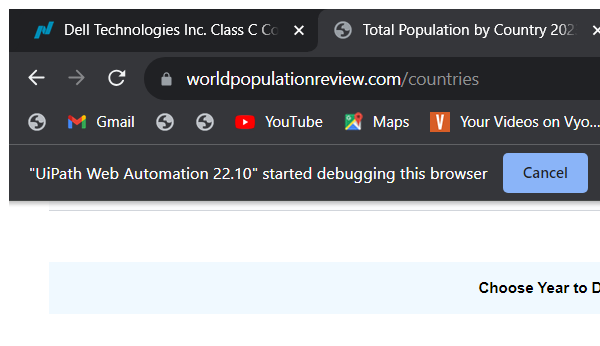 Dell Technologies Inc. Class C Co
Total Population by Country 202
worldpopulationreview.com/countries
Gmail
YouTube
Maps
V
Your Videos on Vyo...
"UiPath Web Automation 22.10" started debugging this browser
Cancel
Choose Year to D